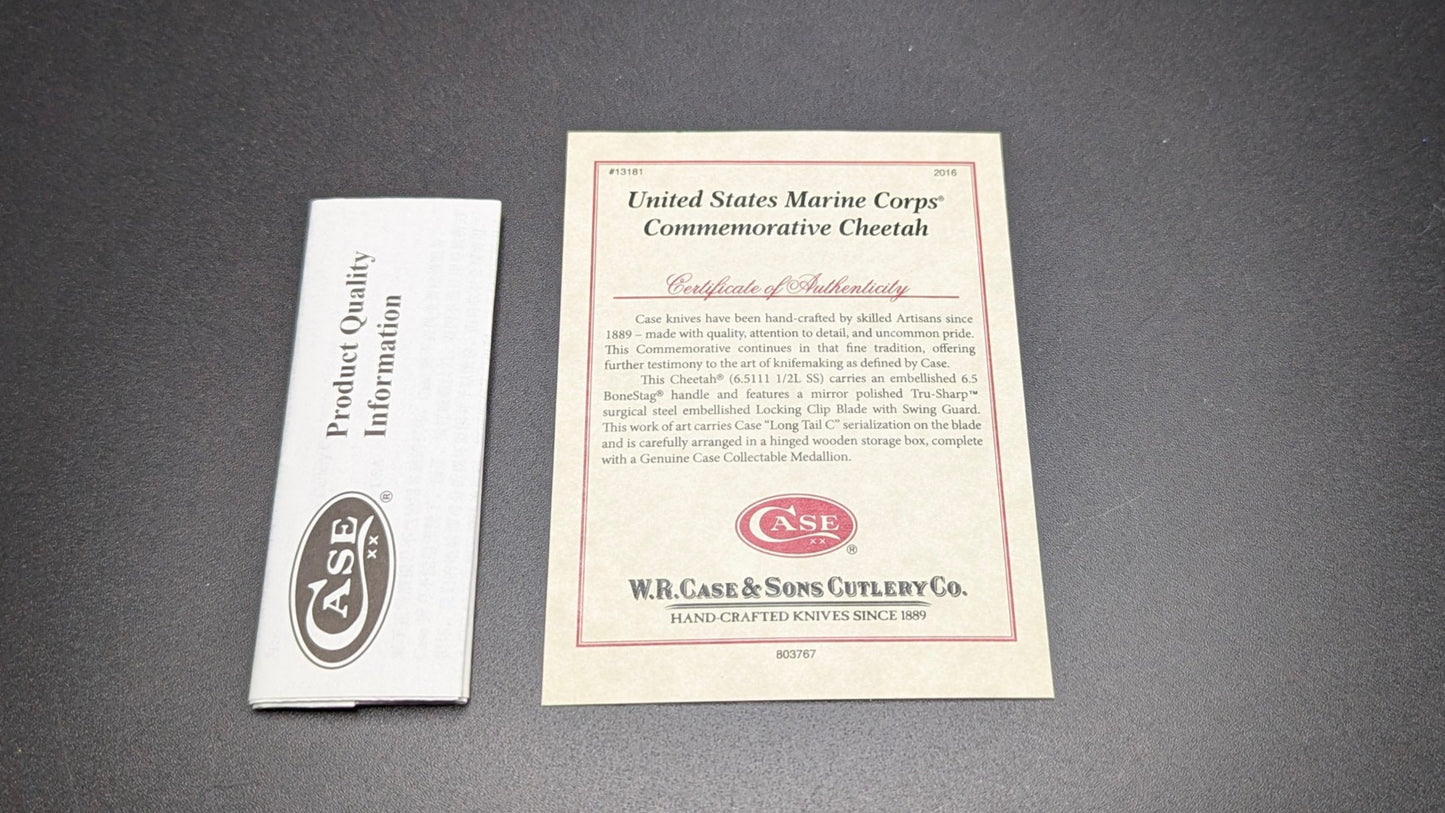 Product Quality
Information
CASE
XX
®
#13181
2016
United States Marine Corps®
Commemorative Cheetah
Certificate of Authenticity
Case knives have been hand-crafted by skilled Artisans since
1889 – made with quality, attention to detail, and uncommon pride.
This Commemorative continues in that fine tradition, offering
further testimony to the art of knifemaking as defined by Case.
This Cheetah® (6.5111 1/2L SS) carries an embellished 6.5
BoneStag® handle and features a mirror polished Tru-Sharp™
surgical steel embellished Locking Clip Blade with Swing Guard.
This work of art carries Case "Long Tail C" serialization on the blade
and is carefully arranged in a hinged wooden storage box, complete
with a Genuine Case Collectable Medallion.
CASE
XX
®
W.R. CASE & SONS CUTLERY CO.
HAND-CRAFTED KNIVES SINCE 1889
803767